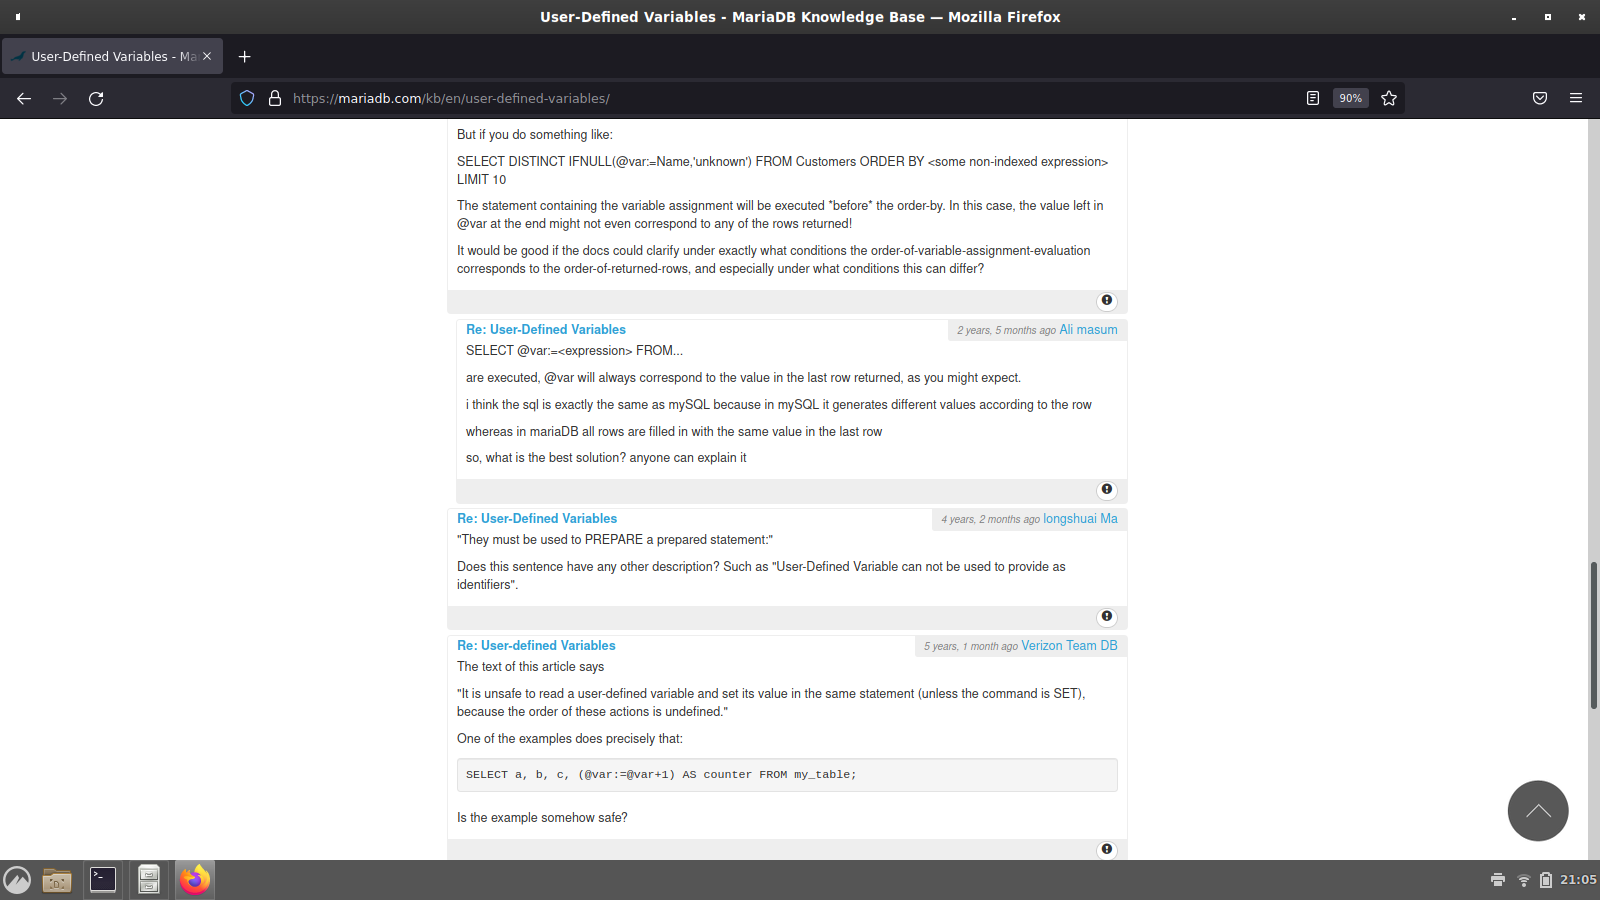 User-Defined Variables - MariaDB Knowledge Base — Mozilla Firefox
User-Defined Variables - Ma
https://mariadb.com/kb/en/user-defined-variables/
90%
But if you do something like:
SELECT DISTINCT IFNULL(@var:=Name,'unknown') FROM Customers ORDER BY <some non-indexed expression>
LIMIT 10
The statement containing the variable assignment will be executed *before* the order-by. In this case, the value left in
@var at the end might not even correspond to any of the rows returned!
It would be good if the docs could clarify under exactly what conditions the order-of-variable-assignment-evaluation
corresponds to the order-of-returned-rows, and especially under what conditions this can differ?
Re: User-Defined Variables
2 years, 5 months ago Ali masum
SELECT @var:=<expression> FROM...
are executed, @var will always correspond to the value in the last row returned, as you might expect.
i think the sql is exactly the same as mySQL because in mySQL it generates different values according to the row
whereas in mariaDB all rows are filled in with the same value in the last row
so, what is the best solution? anyone can explain it
Re: User-Defined Variables
4 years, 2 months ago longshuai Ma
"They must be used to PREPARE a prepared statement:"
Does this sentence have any other description? Such as "User-Defined Variable can not be used to provide as
identifiers".
Re: User-defined Variables
5 years, 1 month ago Verizon Team DB
The text of this article says
"It is unsafe to read a user-defined variable and set its value in the same statement (unless the command is SET),
because the order of these actions is undefined."
One of the examples does precisely that:
SELECT a, b, c, (@var:=@var+1) AS counter FROM my_table;
Is the example somehow safe?
21:05